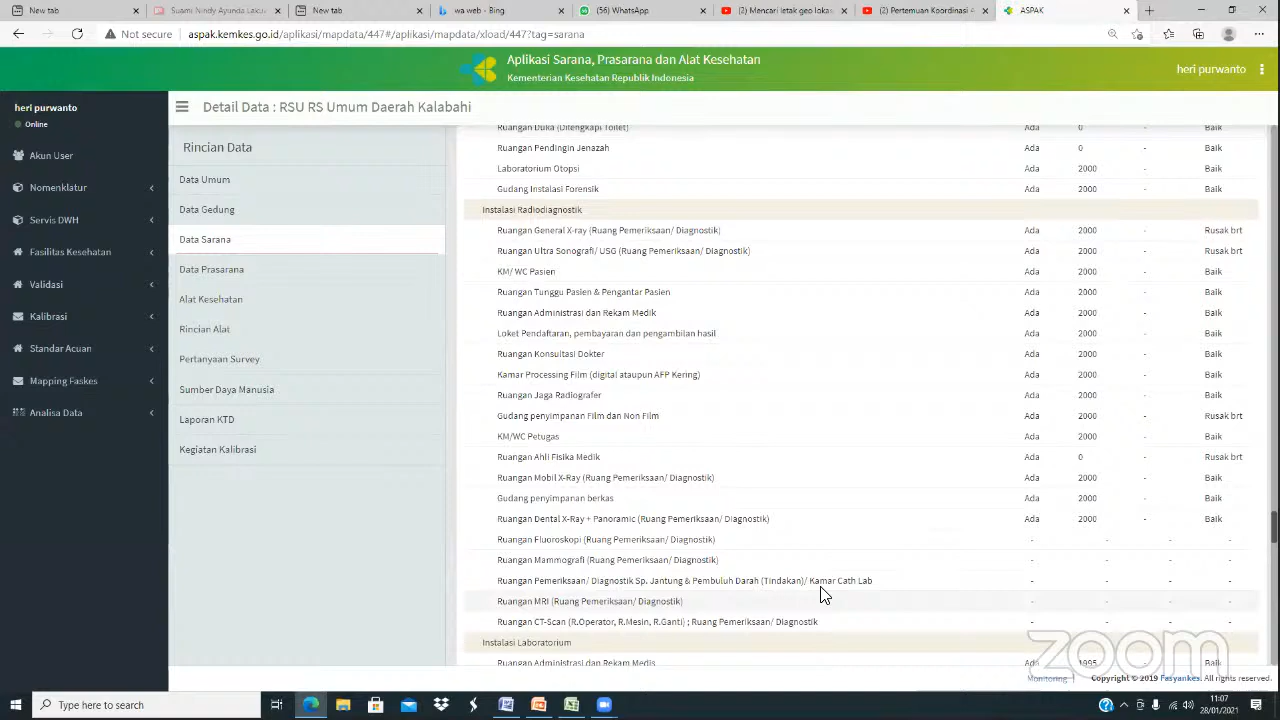 New tab
Suami Nindy Ayunda Laku
New tab
wa web - Bing
(56) WhatsApp
(2) Mencari letak geo lokas
(2) Pertemuan Koordinasi 4
ASPAK
Not secure
aspak.kemkes.go.id/aplikasi/mapdata/447#/aplikasi/mapdata/xload/447?tag=sarana
Aplikasi Sarana, Prasarana dan Alat Kesehatan
Kementerian Kesehatan Republik Indonesia
heri purwanto
heri purwanto
Online
Akun User
Nomenklatur
Servis DWH
Fasilitas Kesehatan
Validasi
Kalibrasi
Standar Acuan
Mapping Faskes
Analisa Data
Detail Data : RSU RS Umum Daerah Kalabahi
Rincian Data
Data Umum
Data Gedung
Data Sarana
Data Prasarana
Alat Kesehatan
Rincian Alat
Pertanyaan Survey
Sumber Daya Manusia
Laporan KTD
Kegiatan Kalibrasi
Ruangan Duka (Dilengkapi Toilet) Ada 0 - Baik
Ruangan Pendingin Jenazah Ada 0 - Baik
Laboratorium Otopsi Ada 2000 - Baik
Gudang Instalasi Forensik Ada 2000 - Baik
Instalasi Radiodiagnostik
Ruangan General X-ray (Ruang Pemeriksaan/ Diagnostik) Ada 2000 - Rusak brt
Ruangan Ultra Sonografi/ USG (Ruang Pemeriksaan/ Diagnostik) Ada 2000 - Rusak brt
KM/ WC Pasien Ada 2000 - Baik
Ruangan Tunggu Pasien & Pengantar Pasien Ada 2000 - Baik
Ruangan Administrasi dan Rekam Medik Ada 2000 - Baik
Loket Pendaftaran, pembayaran dan pengambilan hasil Ada 2000 - Baik
Ruangan Konsultasi Dokter Ada 2000 - Baik
Kamar Processing Film (digital ataupun AFP Kering) Ada 2000 - Baik
Ruangan Jaga Radiografer Ada 2000 - Baik
Gudang penyimpanan Film dan Non Film Ada 2000 - Rusak brt
KM/WC Petugas Ada 2000 - Baik
Ruangan Ahli Fisika Medik Ada 0 - Rusak brt
Ruangan Mobil X-Ray (Ruang Pemeriksaan/ Diagnostik) Ada 2000 - Baik
Gudang penyimpanan berkas Ada 2000 - Baik
Ruangan Dental X-Ray + Panoramic (Ruang Pemeriksaan/ Diagnostik) Ada 2000 - Baik
Ruangan Fluoroskopi (Ruang Pemeriksaan/ Diagnostik) - - - -
Ruangan Mammografi (Ruang Pemeriksaan/ Diagnostik) - - - -
Ruangan Pemeriksaan/ Diagnostik Sp. Jantung & Pembuluh Darah (Tindakan)/ Kamar Cath Lab - - - -
Ruangan MRI (Ruang Pemeriksaan/ Diagnostik) - - - -
Ruangan CT-Scan (R.Operator, R.Mesin, R.Ganti) ; Ruang Pemeriksaan/ Diagnostik - - - -
Instalasi Laboratorium
Ruangan Administrasi dan Rekam Medis Ada 1995 - Baik
zoom
Monitoring | Copyright © 2019 Fasyankes. All rights reserved.
Type here to search
11:07
28/01/2021